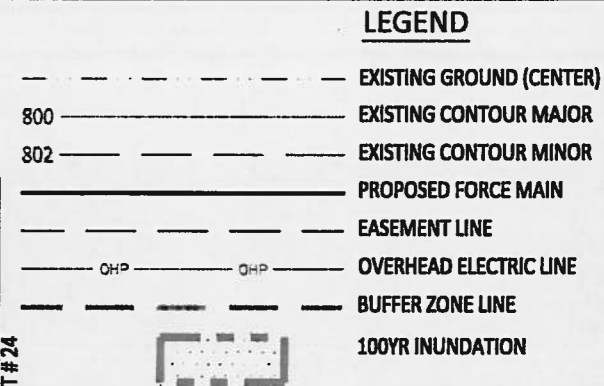 LEGEND
EXISTING GROUND (CENTER)
800 EXISTING CONTOUR MAJOR
802 EXISTING CONTOUR MINOR
PROPOSED FORCE MAIN
EASEMENT LINE
OHP OHP OVERHEAD ELECTRIC LINE
BUFFER ZONE LINE
100YR INUNDATION
T # 24